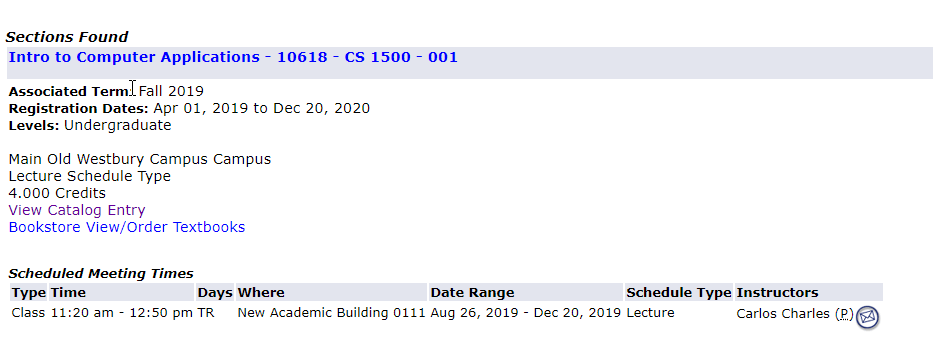 Sections Found
Intro to Computer Applications - 10618 - CS 1500 - 001
Associated Term: Fall 2019
Registration Dates: Apr 01, 2019 to Dec 20, 2020
Levels: Undergraduate
Main Old Westbury Campus Campus
Lecture Schedule Type
4.000 Credits
View Catalog Entry
Bookstore View/Order Textbooks
Scheduled Meeting Times
Type Time Days Where Date Range Schedule Type Instructors
Class 11:20 am - 12:50 pm TR New Academic Building 0111 Aug 26, 2019 - Dec 20, 2019 Lecture Carlos Charles (P)